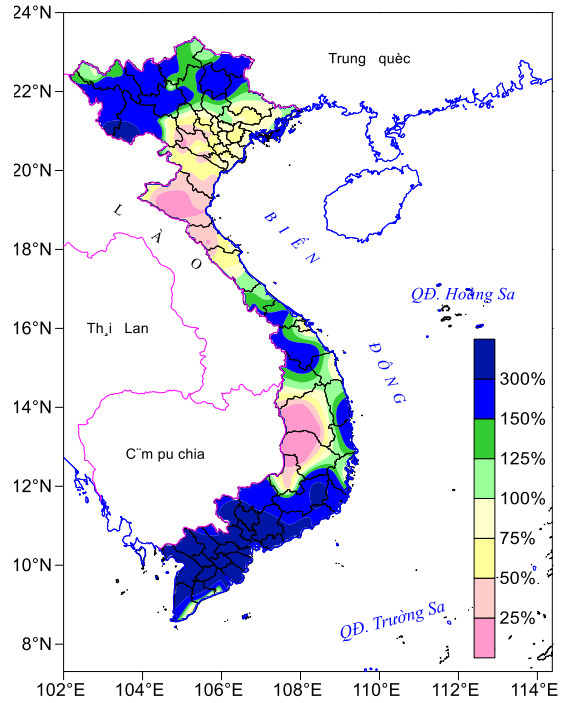 24°N
Trung quèc
22°N
20°N
LÀO
BIỂN
18°N
QĐ. Hoàng Sa
16°N
Th¸i Lan
ĐÔNG
300%
14°N
150%
C¨m pu chia
125%
12°N
100%
75%
10°N
50%
25%
QĐ. Trường Sa
8°N
102°E 104°E 106°E 108°E 110°E 112°E 114°E